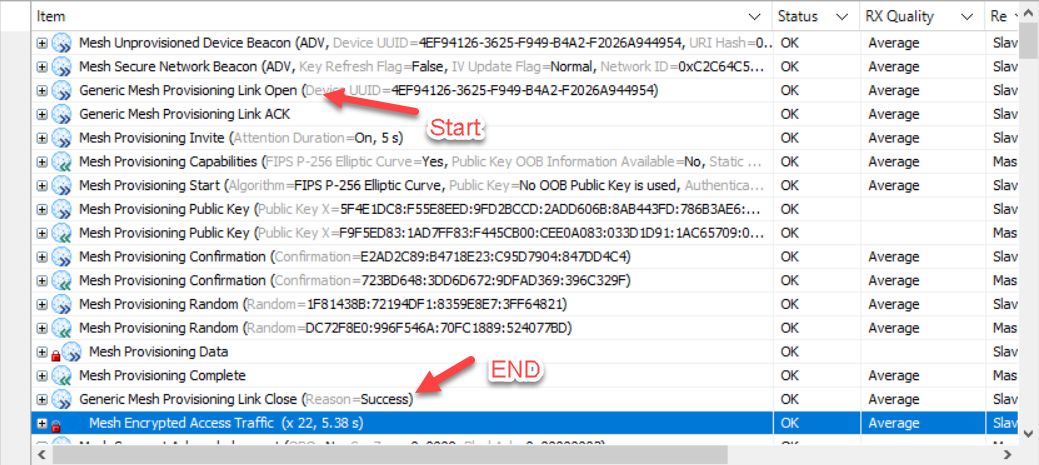 Item Status RX Quality Re
Mesh Unprovisioned Device Beacon (ADV, Device UUID=4EF94126-3625-F949-B4A2-F2026A944954, URI Hash=0... OK Average Slav
Mesh Secure Network Beacon (ADV, Key Refresh Flag=False, IV Update Flag=Normal, Network ID=0xC2C64C5... OK Average Slav
Generic Mesh Provisioning Link Open (Device UUID=4EF94126-3625-F949-B4A2-F2026A944954) OK Average Slav
Generic Mesh Provisioning Link ACK OK Average Slav
Start
Mesh Provisioning Invite (Attention Duration=On, 5 s) OK Average Slav
Mesh Provisioning Capabilities (FIPS P-256 Elliptic Curve=Yes, Public Key OOB Information Available=No, Static ... OK Average Mas
Mesh Provisioning Start (Algorithm=FIPS P-256 Elliptic Curve, Public Key=No OOB Public Key is used, Authentica... OK Average Slav
Mesh Provisioning Public Key (Public Key X=5F4E1DC8:F55E8EED:9FD2BCCD:2ADD606B:8AB443FD:786B3AE6:... OK Slav
Mesh Provisioning Public Key (Public Key X=F9F5ED83:1AD7FF83:F445CB00:CEE0A083:033D1D91:1AC65709:0... OK Mas
Mesh Provisioning Confirmation (Confirmation=E2AD2C89:B4718E23:C95D7904:847DD4C4) OK Average Slav
Mesh Provisioning Confirmation (Confirmation=723BD648:3DD6D672:9DFAD369:396C329F) OK Average Mas
Mesh Provisioning Random (Random=1F81438B:72194DF1:8359E8E7:3FF64821) OK Average Slav
Mesh Provisioning Random (Random=DC72F8E0:996F546A:70FC1889:524077BD) OK Average Mas
Mesh Provisioning Data OK Slav
Mesh Provisioning Complete OK Average Mas
END
Generic Mesh Provisioning Link Close (Reason=Success) OK Average Slav
Mesh Encrypted Access Traffic (x 22, 5.38 s) OK Average Slav